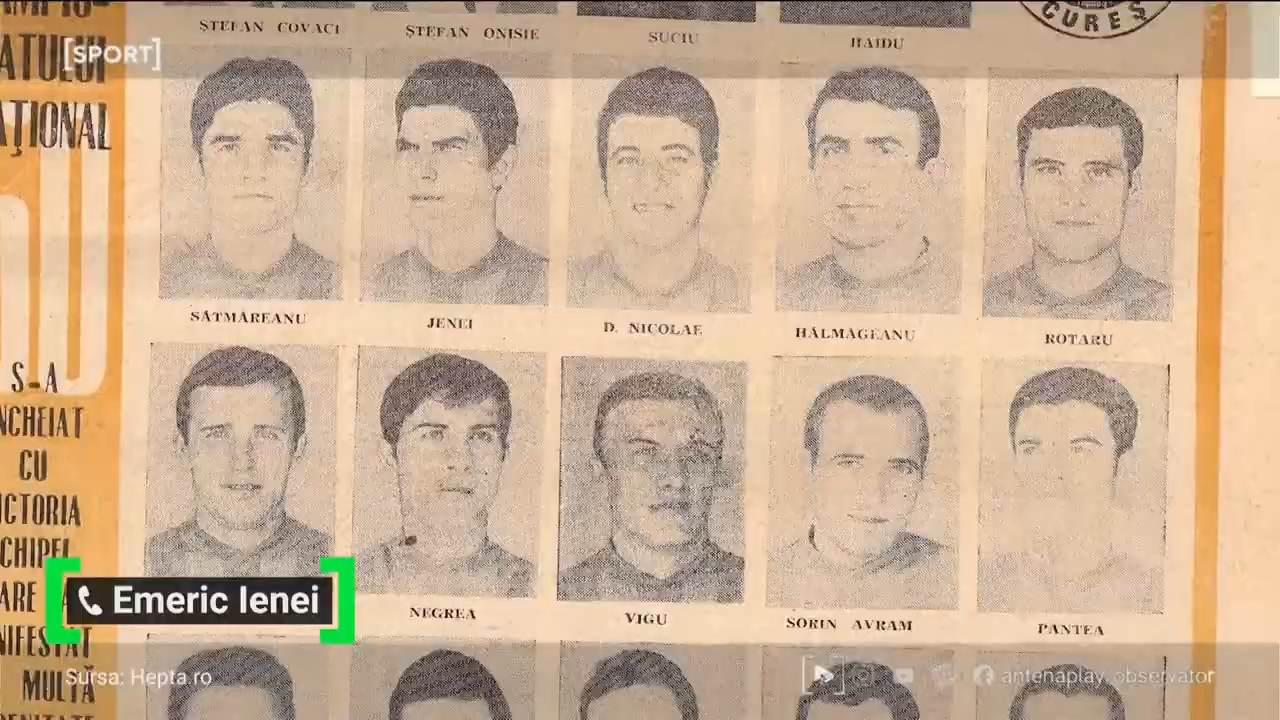 [SPORT]
ȘTEFAN COVACI
ȘTEFAN ONISIE
SUCIU
HAIDU
CUREȘ
ATULUI
AȚIONAL
SĂTMĂREANU
JENEI
D. NICOLAE
HĂLMĂGEANU
ROTARU
S-A
NCHEIAT
CU
ICTORIA
CHIPEI
ARE
NIFESTAT
MULTĂ
Emeric Ienei
NEGREA
VIGU
SORIN AVRAM
PANTEA
Sursa: Hepta.ro
antenaplay.observator